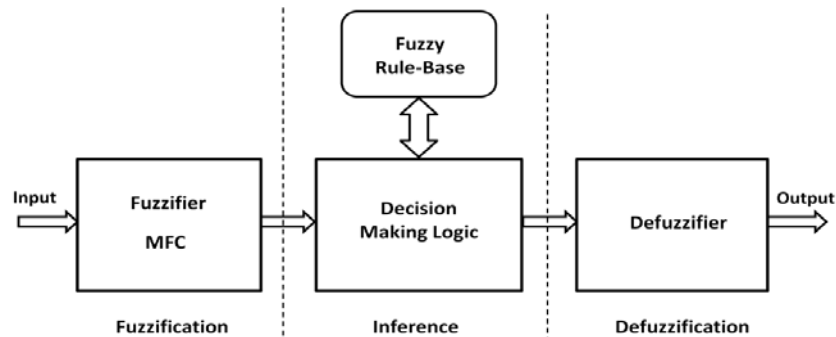 Fuzzy
Rule-Base
Input
Fuzzifier
MFC
Decision
Making Logic
Defuzzifier
Output
Fuzzification
Inference
Defuzzification